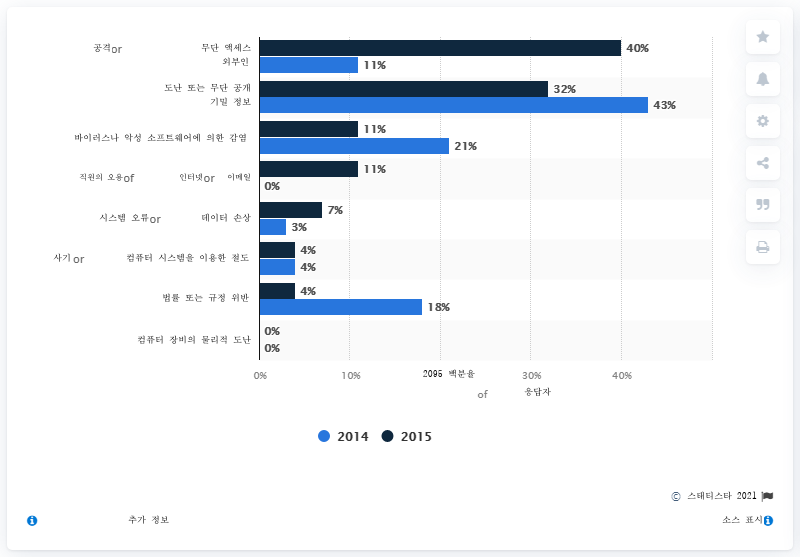 공격or 무단 액세스
외부인
40%
11%
도난 또는 무단 공개
기밀 정보
32%
43%
바이러스나 악성 소프트웨어에 의한 감염
11%
21%
직원의 오용of 인터넷or 이메일
11%
0%
시스템 오류or 데이터 손상
7%
3%
사기 or 컴퓨터 시스템을 이용한 절도
4%
4%
법률 또는 규정 위반
4%
18%
컴퓨터 장비의 물리적 도난
0%
0%
0% 10% 2095 백분율 30% 40%
of 응답자
2014 2015
© 스태티스타 2021
추가 정보 소스 표시